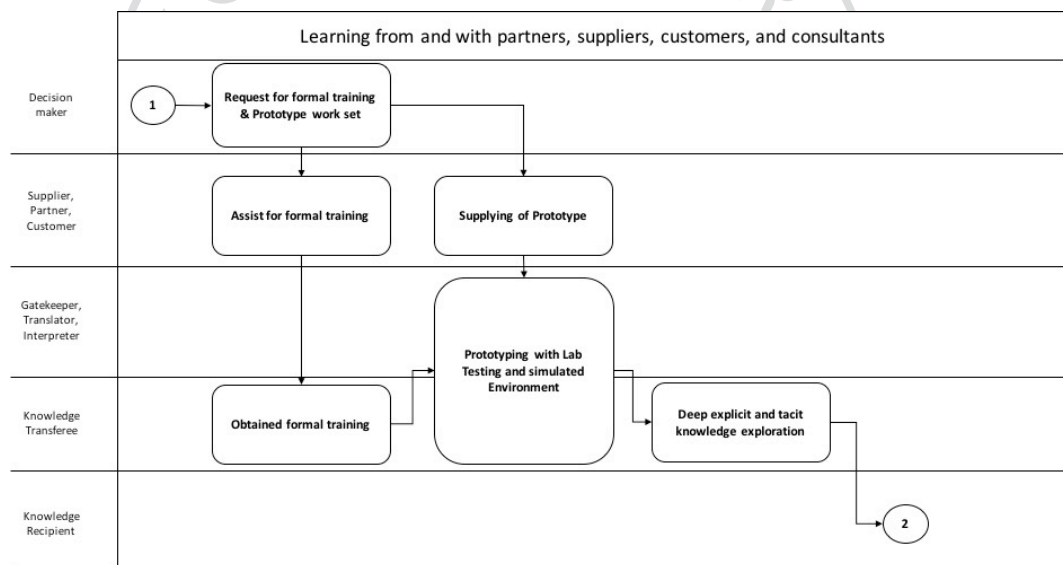 Learning from and with partners, suppliers, customers, and consultants
Decision
maker
1
Request for formal training
& Prototype work set
Supplier,
Partner,
Customer
Assist for formal training
Supplying of Prototype
Gatekeeper,
Translator,
Interpreter
Prototyping with Lab
Testing and simulated
Environment
Knowledge
Transferee
Obtained formal training
Deep explicit and tacit
knowledge exploration
Knowledge
Recipient
2